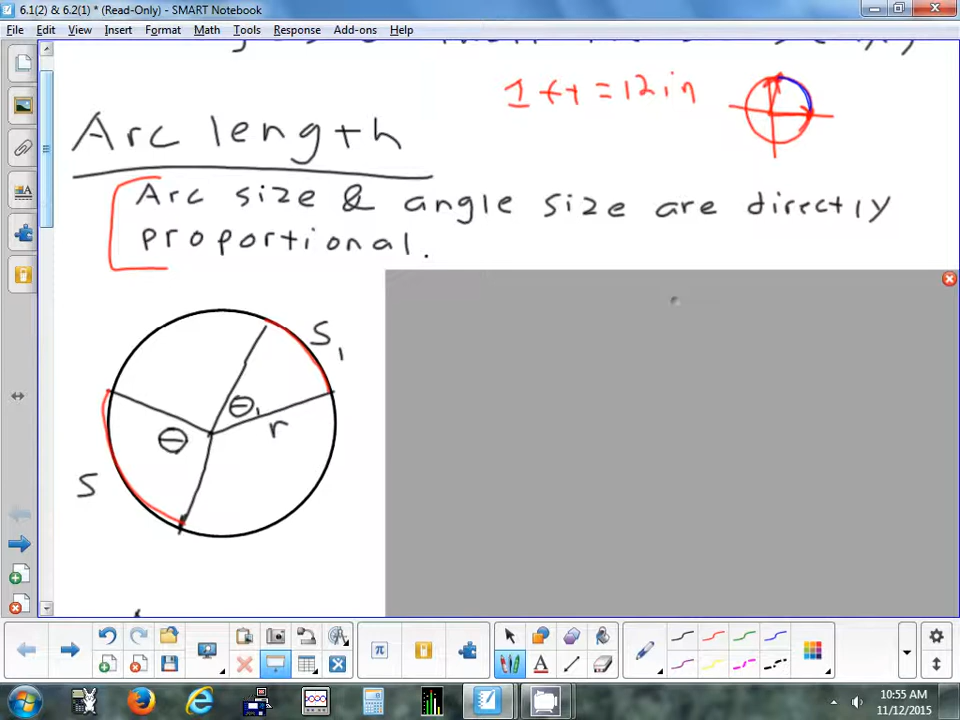 6.1(2) & 6.2(1) * (Read-Only) - SMART Notebook
File Edit View Insert Format Math Tools Response Add-ons Help
1 ft = 12 in
Arc length
Arc size & angle size are directly
proportional.
S1
θ1
r
θ
S
π
A
10:55 AM
11/12/2015